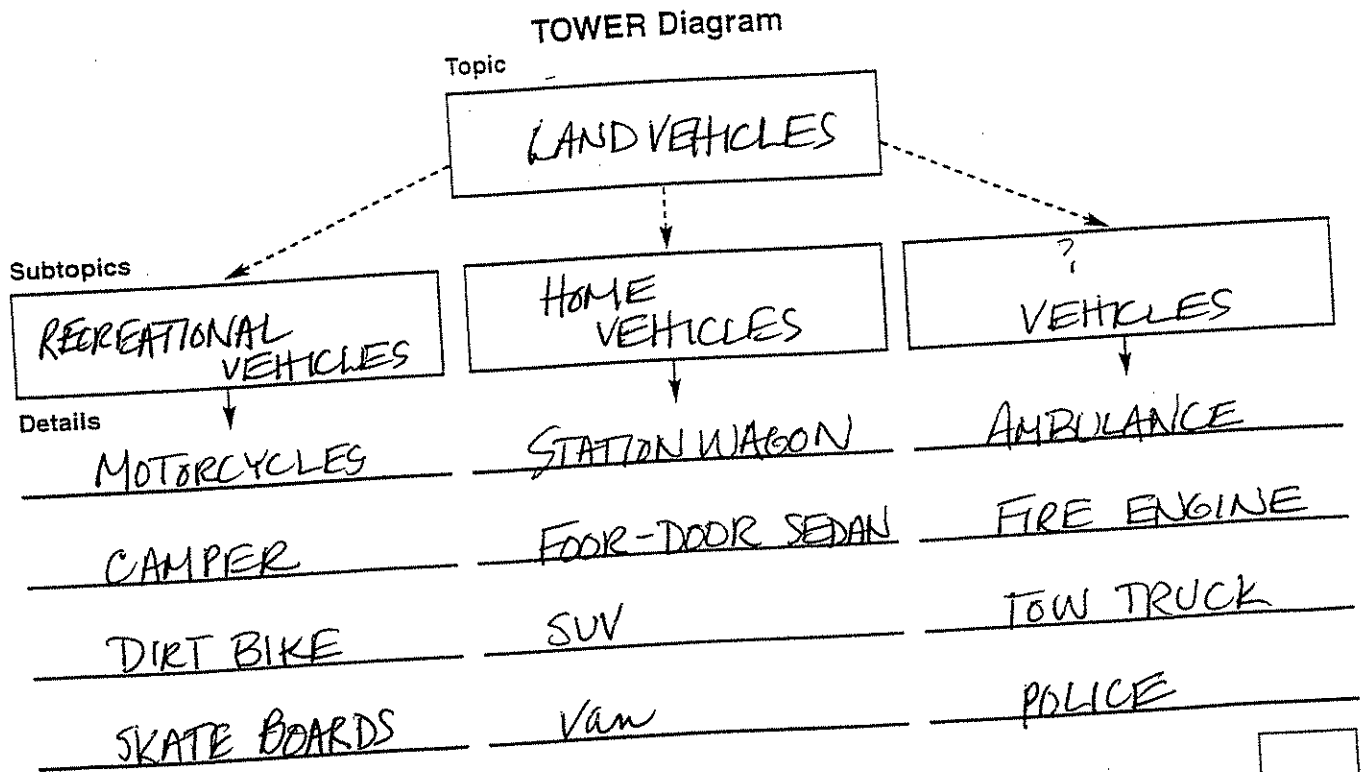 TOWER Diagram
Topic
LAND VEHICLES
Subtopics
RECREATIONAL
VEHICLES
HOME
VEHICLES
?
VEHICLES
Details
MOTORCYCLES
STATION WAGON
AMBULANCE
CAMPER
FOOR-DOOR SEDAN
FIRE ENGINE
DIRT BIKE
SUV
TOW TRUCK
SKATE BOARDS
Van
POLICE